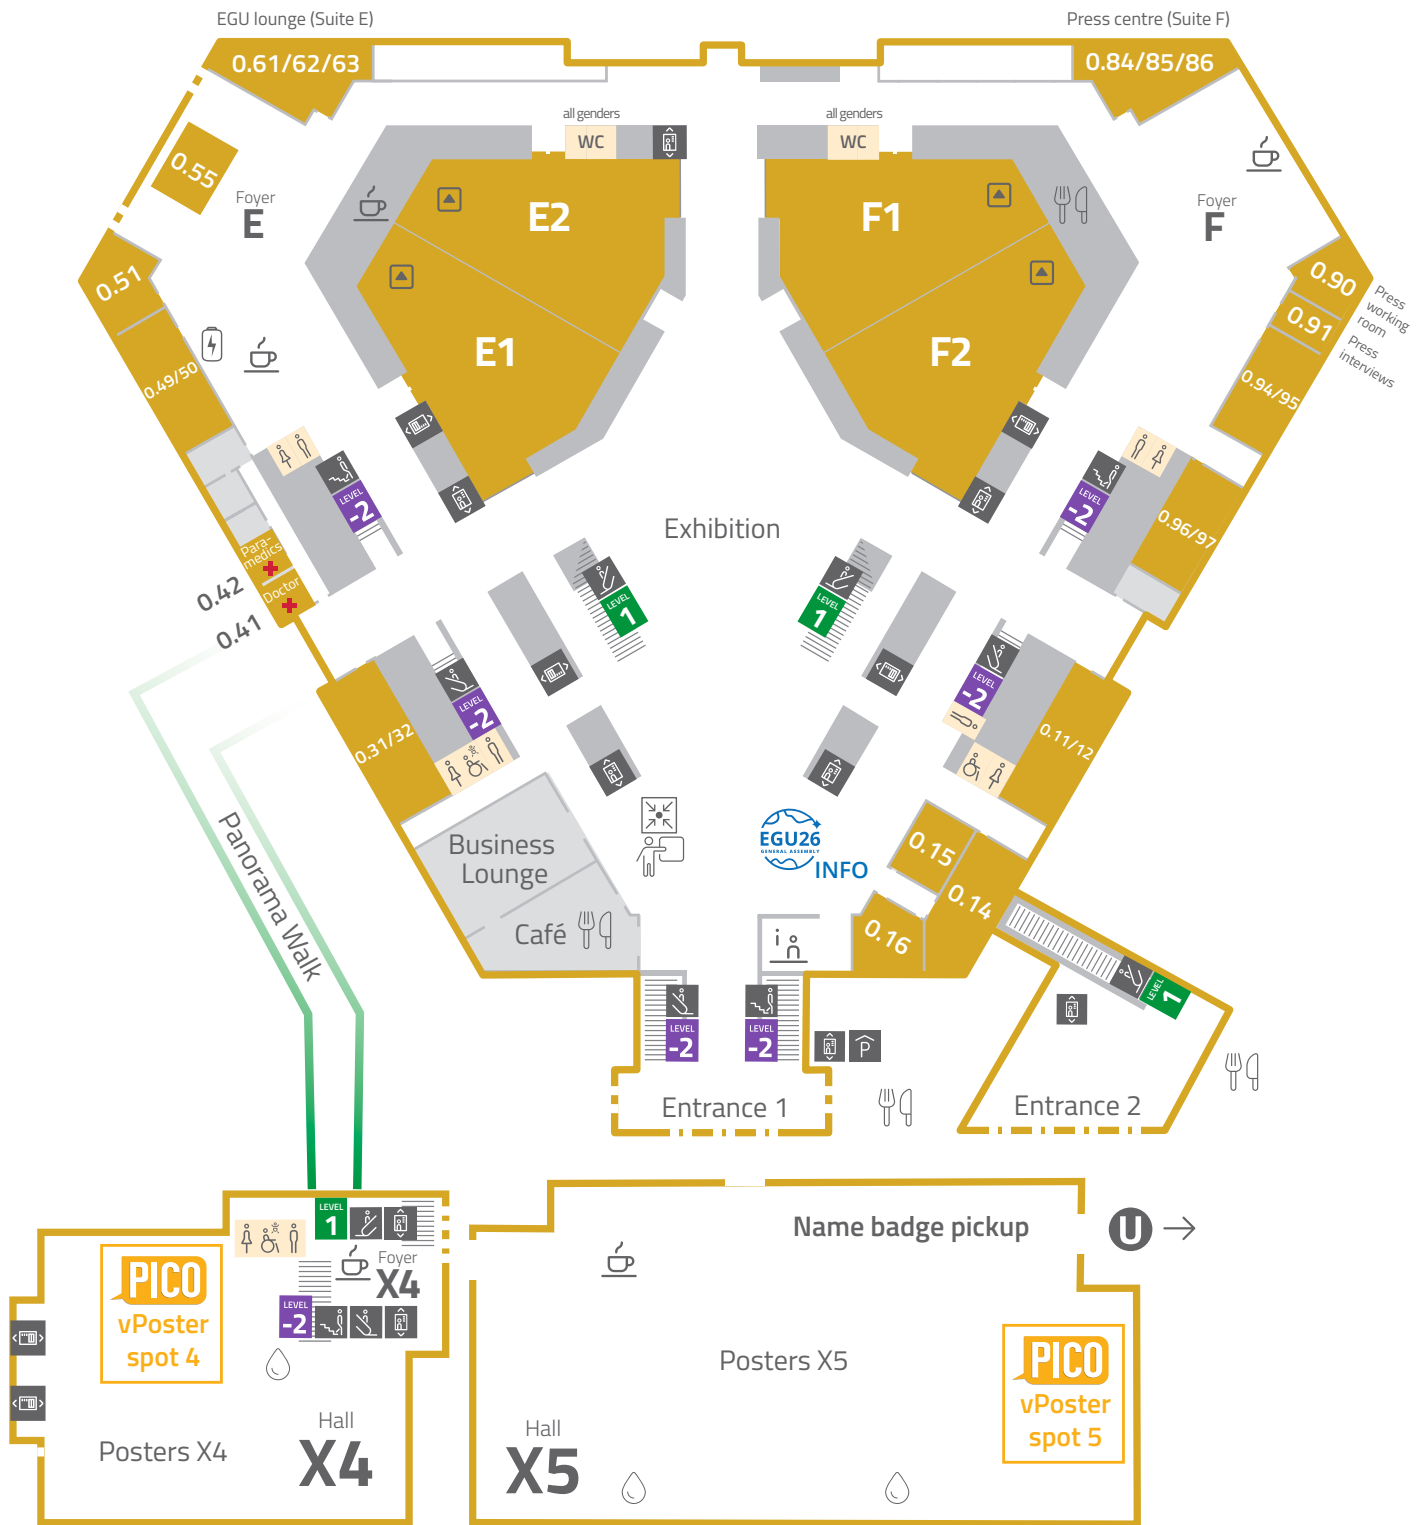 EGU lounge (Suite E)
Press centre (Suite F)
0.61/62/63
0.84/85/86
all genders
all genders
WC
WC
0.55
Foyer
E
E2
F1
Foyer
F
0.51
0.90
Press
working
room
0.91
Press
interviews
E1
F2
0.49/50
0.94/95
LEVEL
-2
LEVEL
-2
Exhibition
0.96/97
Para-
medics
0.42
Doctor
0.41
LEVEL
1
LEVEL
1
LEVEL
-2
LEVEL
-2
0.31/32
0.11/12
Panorama Walk
Business
Lounge
EGU26
GENERAL ASSEMBLY
INFO
0.15
0.14
Café
i
0.16
LEVEL
1
LEVEL
-2
LEVEL
-2
P
Entrance 1
Entrance 2
LEVEL
1
Name badge pickup
U
Foyer
X4
PICO
vPoster
spot 4
LEVEL
-2
Posters X5
PICO
vPoster
spot 5
Hall
X4
Posters X4
Hall
X5